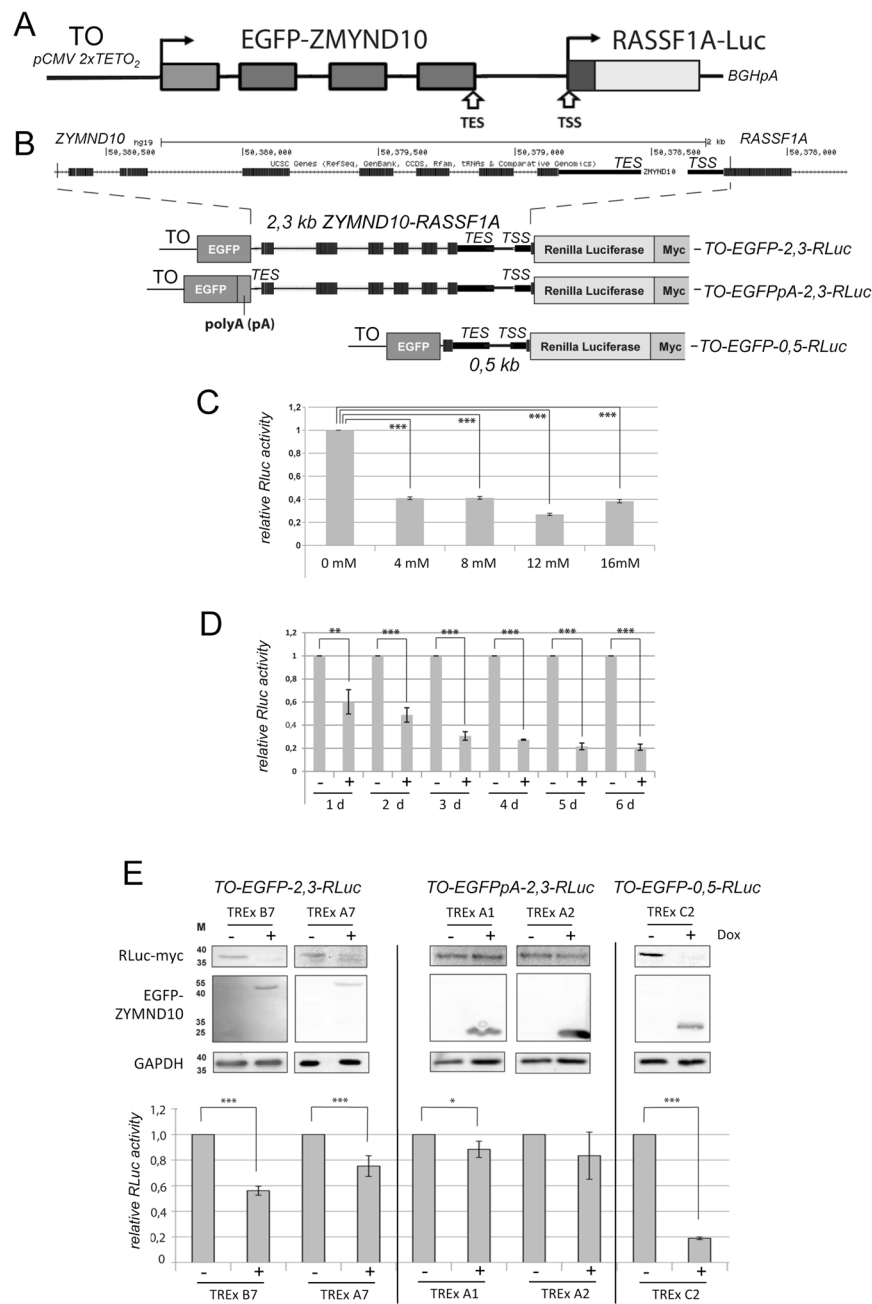 A
TO
pCMV 2xTETO2
EGFP-ZMYND10
RASSF1A-Luc
BGHpA
TES
TSS
B
ZYMND10
hg19
2 kb
RASSF1A
50,380,500
50,380,000
50,379,500
50,379,000
50,378,500
50,378,000
UCSC Genes (RefSeq, GenBank, CCDS, Rfam, tRNAs & Comparative Genomics)
TES
ZMYND10
TSS
TO
2,3 kb ZYMND10-RASSF1A
EGFP
TES
TSS
Renilla Luciferase
Myc
TO-EGFP-2,3-RLuc
TO
TES
EGFP
TSS
Renilla Luciferase
Myc
TO-EGFPpA-2,3-RLuc
polyA (pA)
TO
EGFP
TES
TSS
Renilla Luciferase
Myc
TO-EGFP-0,5-RLuc
0,5 kb
C
relative Rluc activity
1,2
1
0,8
0,6
0,4
0,2
0
***
***
***
***
0 mM
4 mM
8 mM
12 mM
16mM
D
relative Rluc activity
1,2
1
0,8
0,6
0,4
0,2
0
**
***
***
***
***
***
- + - + - + - + - + - +
1 d
2 d
3 d
4 d
5 d
6 d
E
TO-EGFP-2,3-RLuc
TO-EGFPpA-2,3-RLuc
TO-EGFP-0,5-RLuc
TREx B7
TREx A7
TREx A1
TREx A2
TREx C2
M
- + - + - + - + - +
Dox
RLuc-myc
40
35
EGFP-
ZYMND10
55
40
35
25
GAPDH
40
35
relative RLuc activity
1,2
1,0
0,8
0,6
0,4
0,2
0
***
***
*
***
- + - + - + - + - +
TREx B7
TREx A7
TREx A1
TREx A2
TREx C2